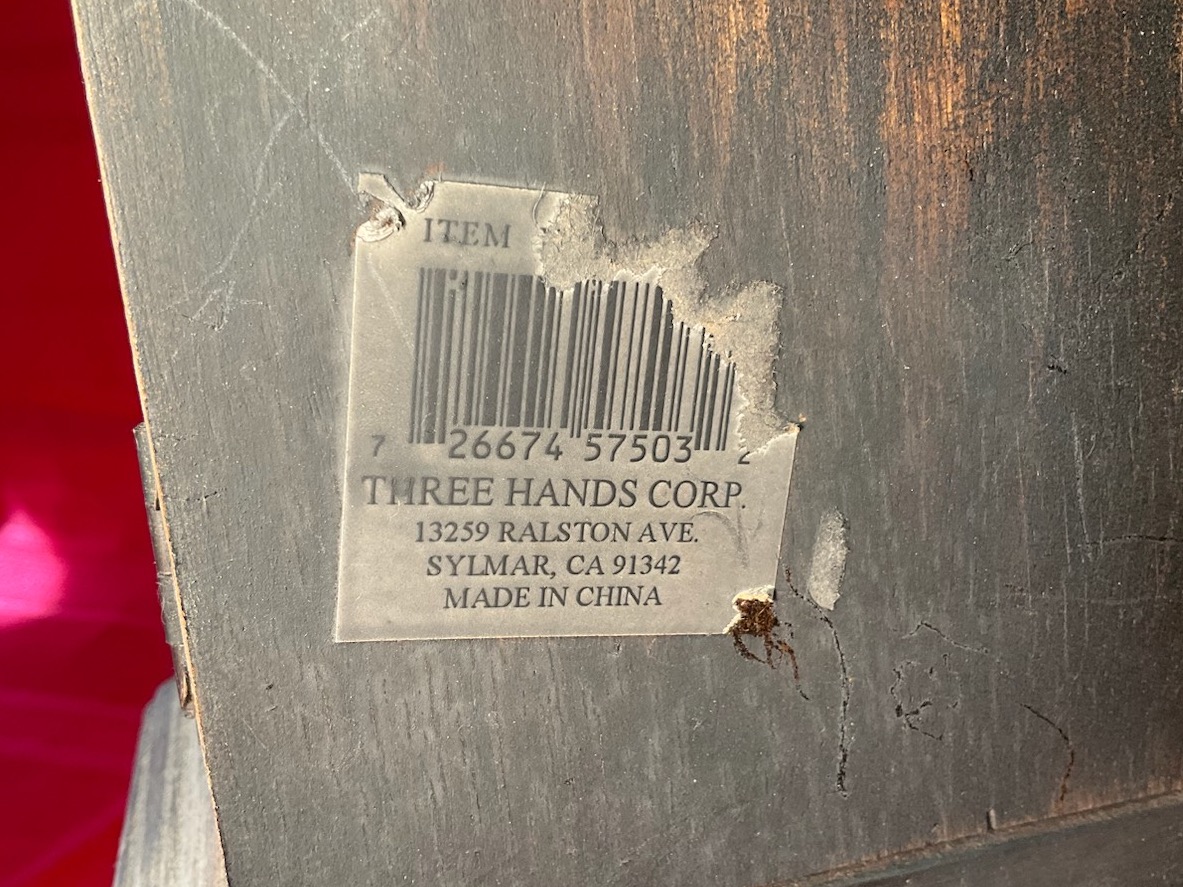 ITEM
7 26674 57503 2
THREE HANDS CORP.
13259 RALSTON AVE.
SYLMAR, CA 91342
MADE IN CHINA